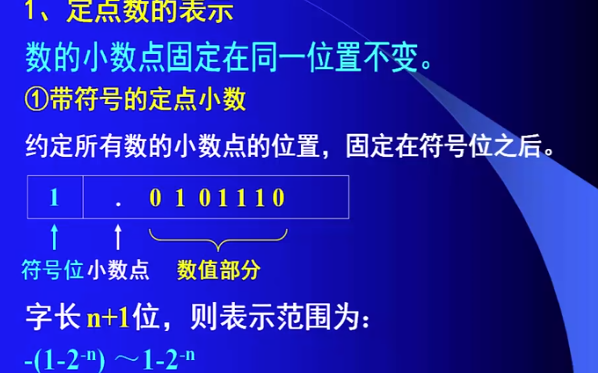 1、定点数的表示
数的小数点固定在同一位置不变。
①带符号的定点小数
约定所有数的小数点的位置，固定在符号位之后。
1 . 0 1 0 1 1 1 0
符号位 小数点 数值部分
字长 n+1位，则表示范围为：
-(1-2⁻ⁿ) ～1-2⁻ⁿ